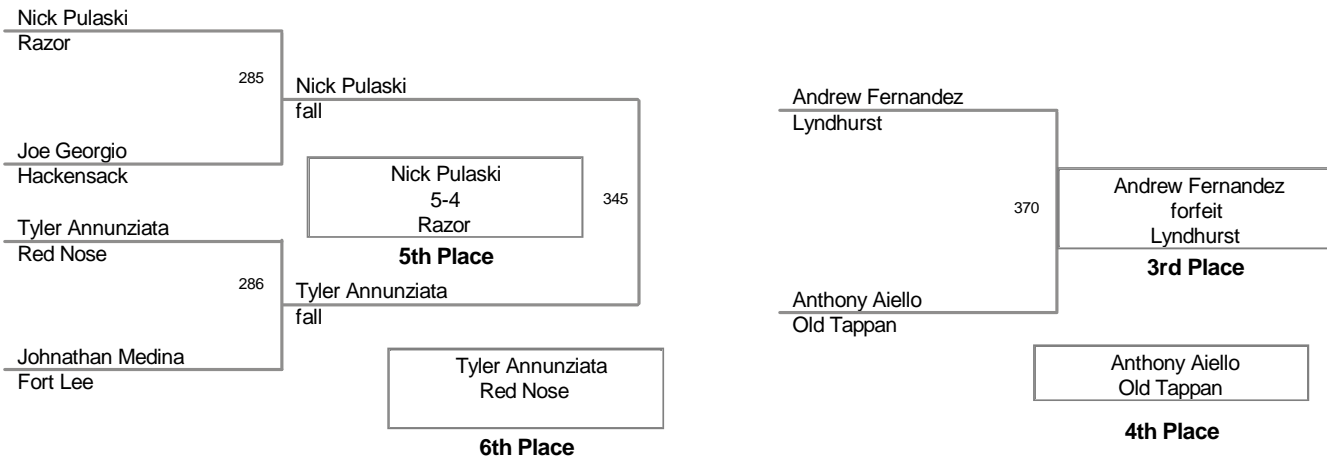 Nick Pulaski
Razor
285
Nick Pulaski
fall
Joe Georgio
Hackensack
Nick Pulaski
5-4
Razor
5th Place
345
Tyler Annunziata
Red Nose
286
Tyler Annunziata
fall
Johnathan Medina
Fort Lee
Tyler Annunziata
Red Nose
6th Place
Andrew Fernandez
Lyndhurst
370
Andrew Fernandez
forfeit
Lyndhurst
3rd Place
Anthony Aiello
Old Tappan
Anthony Aiello
Old Tappan
4th Place